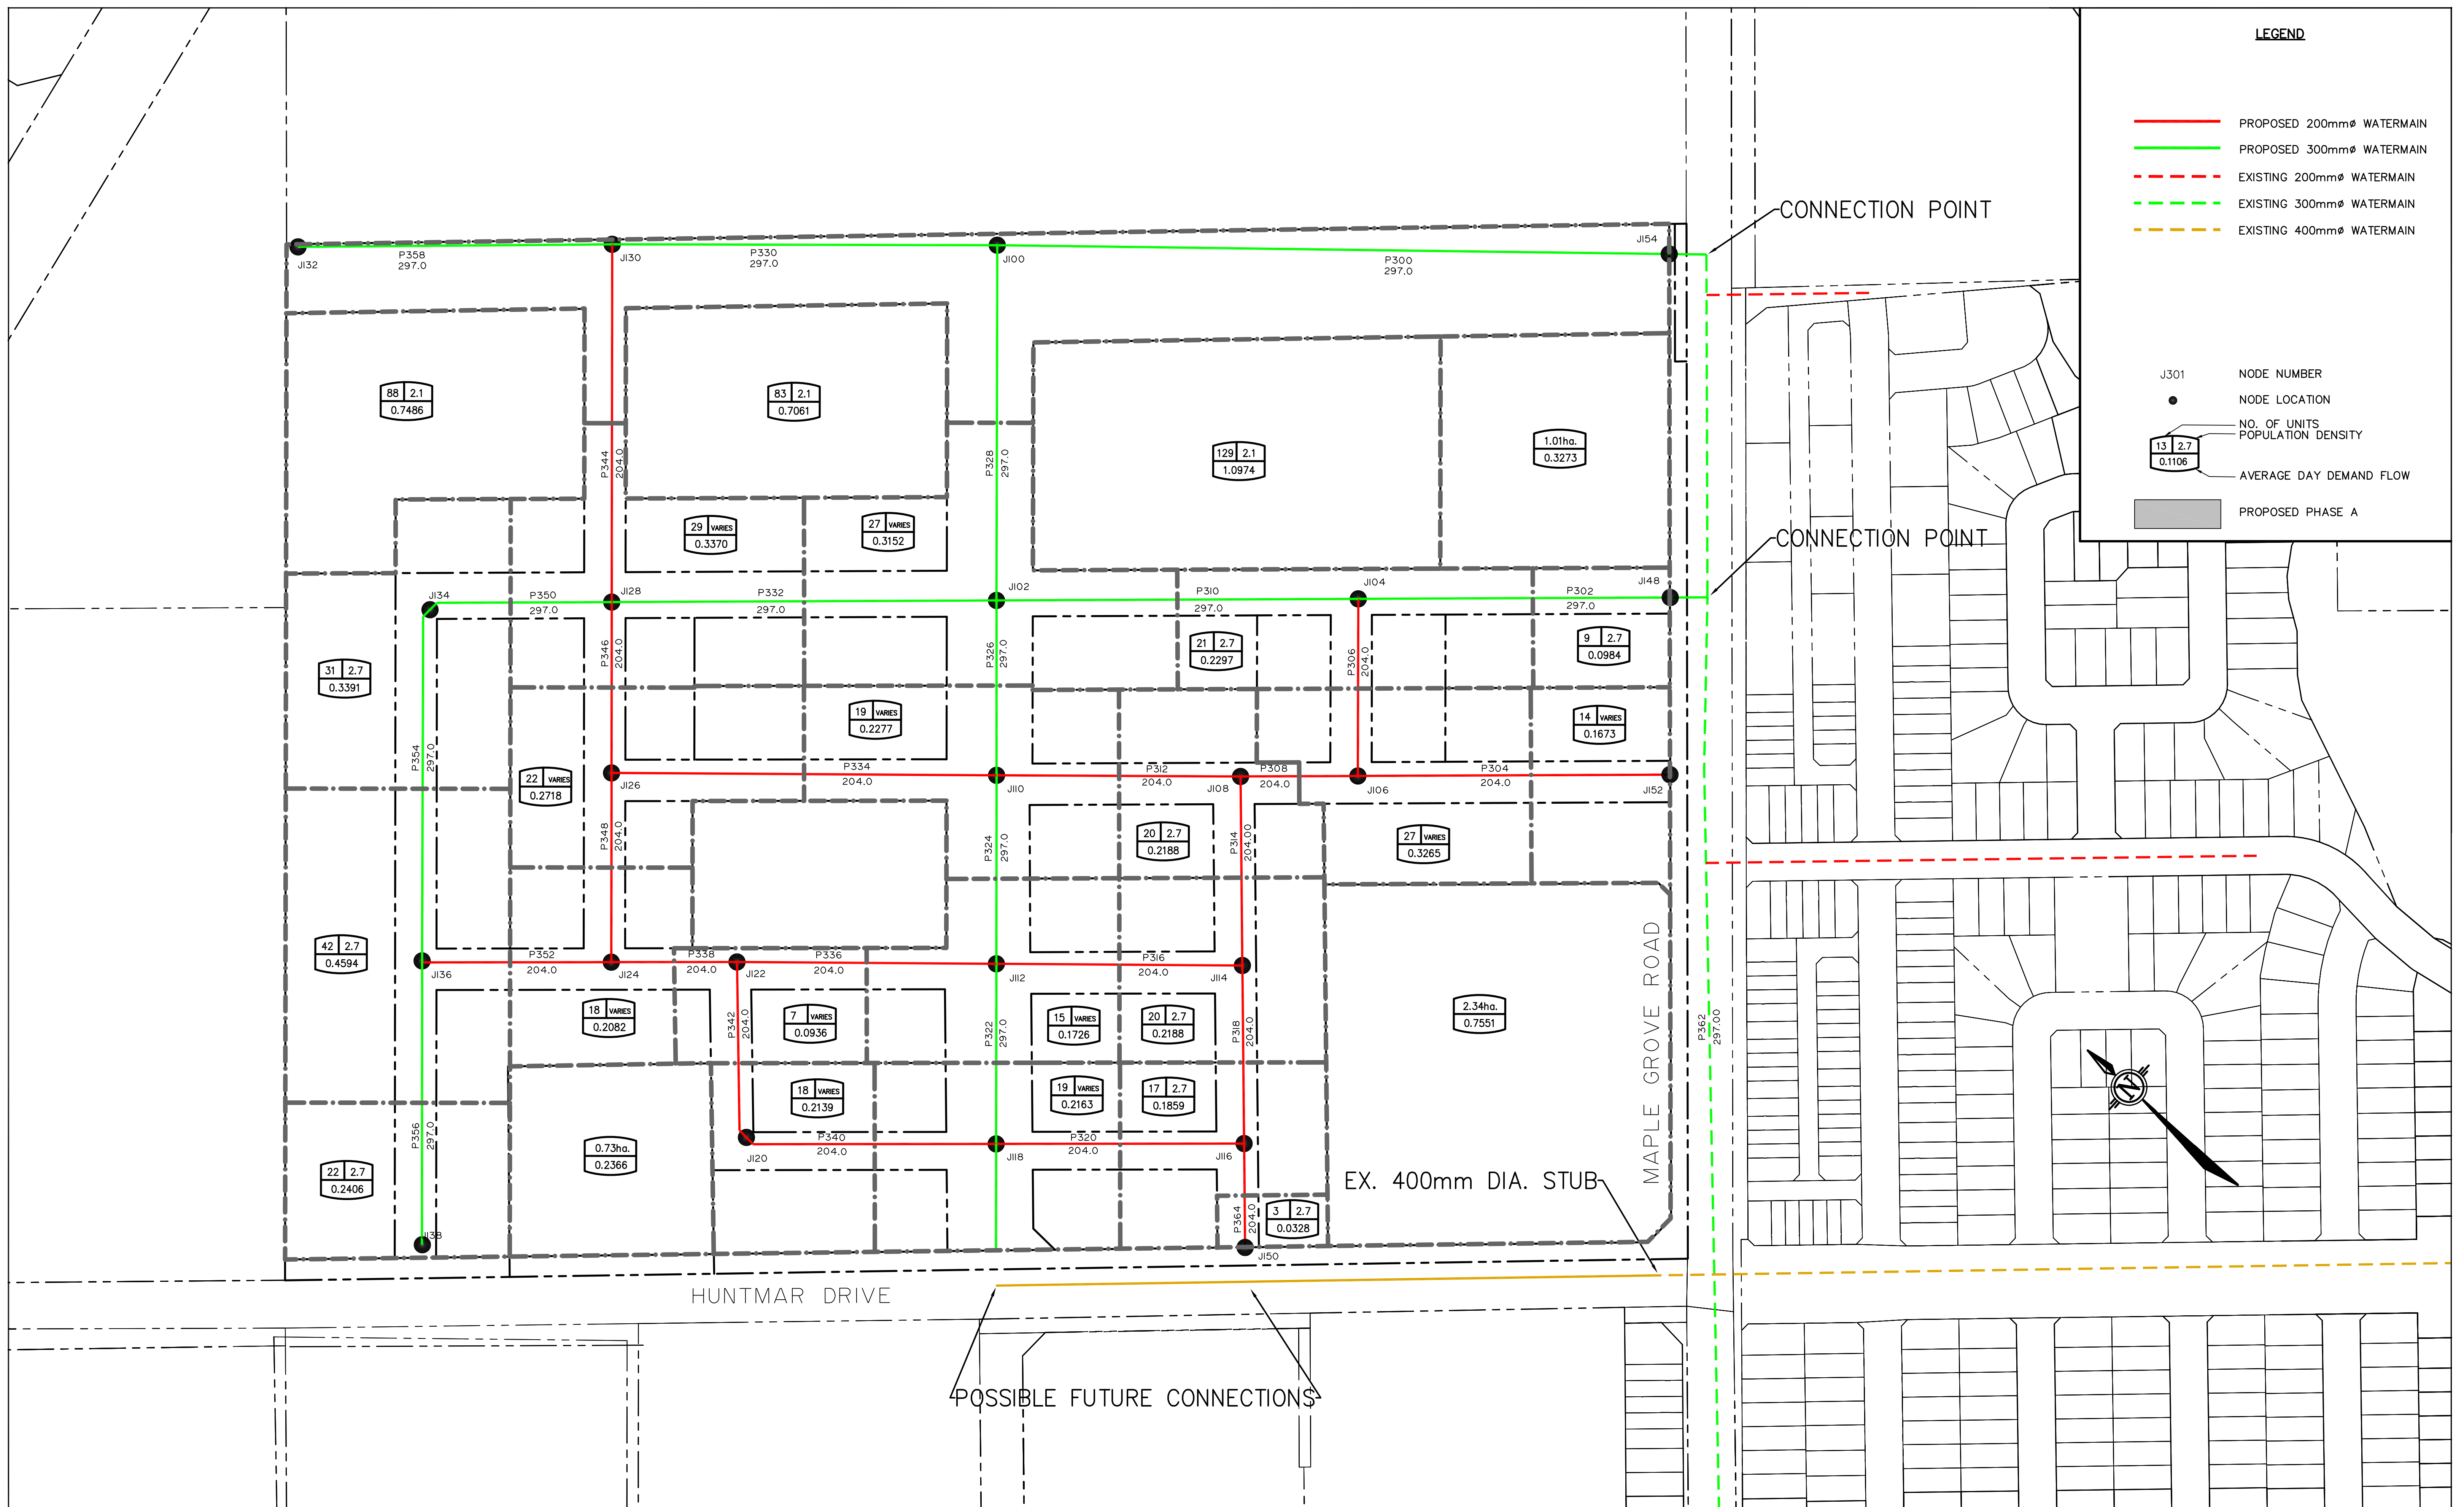 LEGEND
PROPOSED 200mmø WATERMAIN
PROPOSED 300mmø WATERMAIN
EXISTING 200mmø WATERMAIN
EXISTING 300mmø WATERMAIN
EXISTING 400mmø WATERMAIN
J301 NODE NUMBER
NODE LOCATION
NO. OF UNITS
POPULATION DENSITY
13 2.7
0.1106
AVERAGE DAY DEMAND FLOW
PROPOSED PHASE A
CONNECTION POINT
J154
J132
P358
297.0
J130
P330
297.0
J100
P300
297.0
88 2.1
0.7486
83 2.1
0.7061
129 2.1
1.0974
1.01ha.
0.3273
P344
204.0
P328
297.0
29 VARIES
0.3370
27 VARIES
0.3152
CONNECTION POINT
J134
P350
297.0
J128
P332
297.0
J102
P310
297.0
J104
P302
297.0
J148
31 2.7
0.3391
P346
204.0
P326
297.0
21 2.7
0.2297
P306
204.0
9 2.7
0.0984
19 VARIES
0.2277
14 VARIES
0.1673
P354
297.0
22 VARIES
0.2718
J126
P334
204.0
J110
P312
204.0
J108
P308
204.0
J106
P304
204.0
J152
P348
204.0
P324
297.0
20 2.7
0.2188
P314
204.00
27 VARIES
0.3265
42 2.7
0.4594
J136
P352
204.0
J124
P338
204.0
J122
P336
204.0
J112
P316
204.0
J114
MAPLE GROVE ROAD
18 VARIES
0.2082
P342
204.0
7 VARIES
0.0936
P322
297.0
15 VARIES
0.1726
20 2.7
0.2188
P318
204.0
2.34ha.
0.7551
P362
297.00
N
18 VARIES
0.2139
19 VARIES
0.2163
17 2.7
0.1859
P356
297.0
0.73ha.
0.2366
J120
P340
204.0
J118
P320
204.0
J116
22 2.7
0.2406
EX. 400mm DIA. STUB
P364
204.0
3 2.7
0.0328
J138
J150
HUNTMAR DRIVE
POSSIBLE FUTURE CONNECTIONS